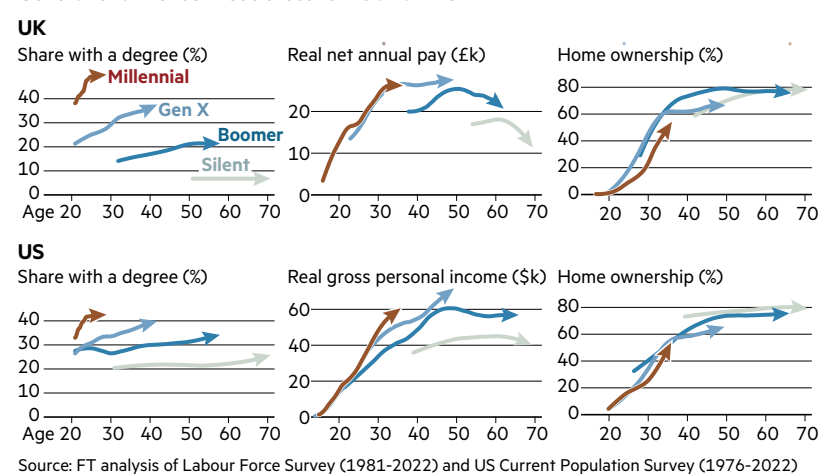 UK
Share with a degree (%)
Real net annual pay (£k)
Home ownership (%)
Millennial
Gen X
Boomer
Silent
40
30
20
10
0
Age 20 30 40 50 60 70
20
10
0
20 30 40 50 60 70
80
60
40
20
0
20 30 40 50 60 70
US
Share with a degree (%)
Real gross personal income ($k)
Home ownership (%)
40
30
20
10
0
Age 20 30 40 50 60 70
60
40
20
0
20 30 40 50 60 70
80
60
40
20
0
20 30 40 50 60 70
Source: FT analysis of Labour Force Survey (1981-2022) and US Current Population Survey (1976-2022)